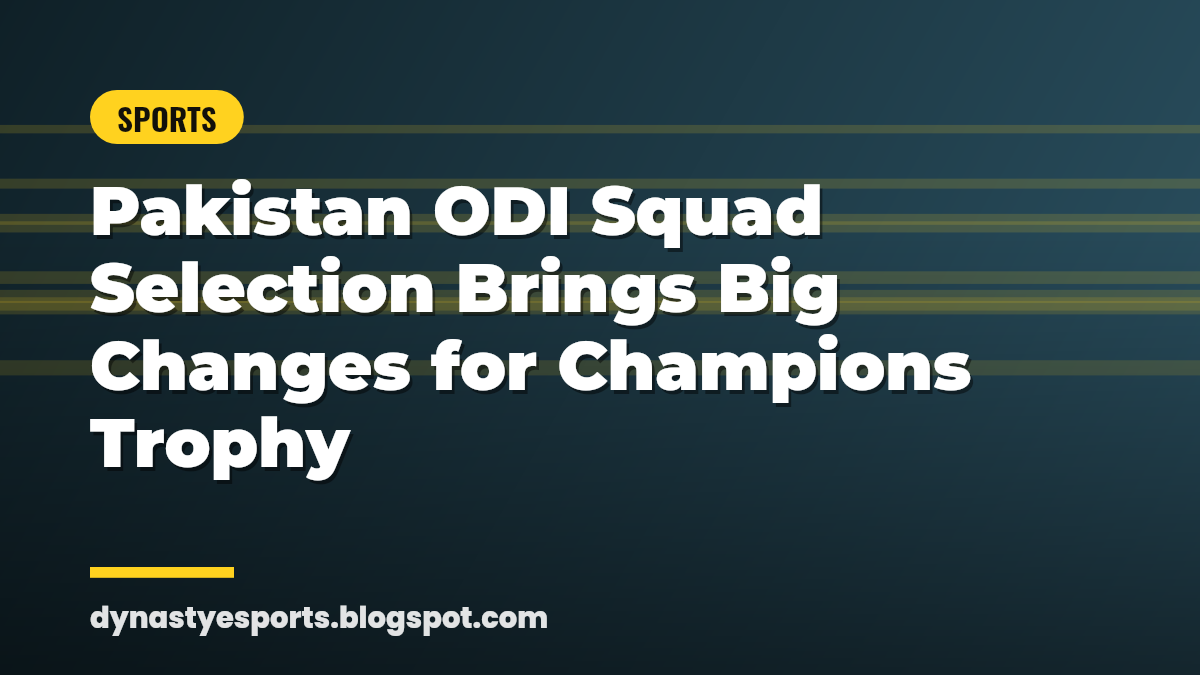 SPORTS
Pakistan ODI Squad
Selection Brings Big
Changes for Champions
Trophy
dynastyesports.blogspot.com